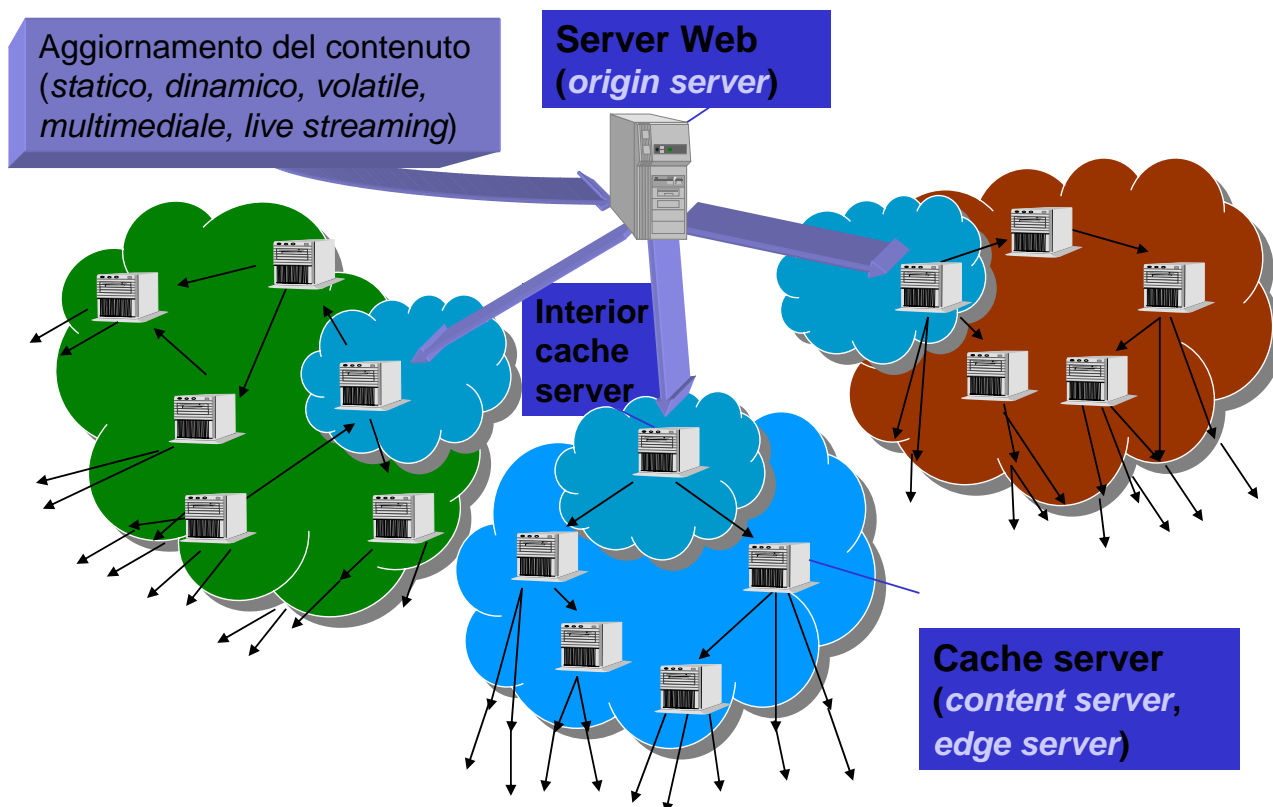 Aggiornamento del contenuto
(statico, dinamico, volatile,
multimediale, live streaming)
Server Web
(origin server)
Interior
cache
server
Cache server
(content server,
edge server)